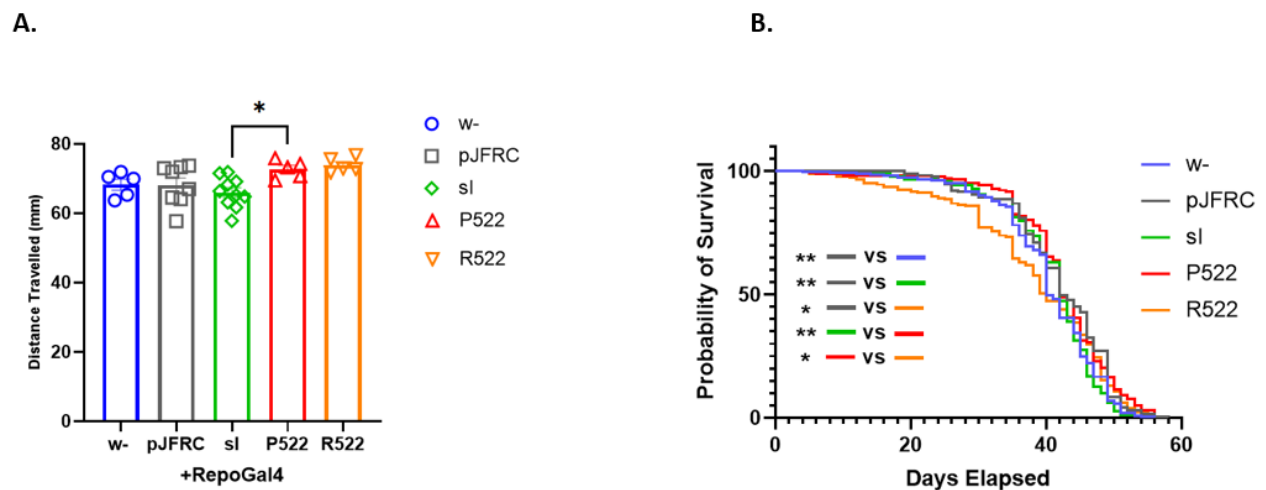 A.
B.
*
80
60
40
20
0
Distance Travelled (mm)
w-
pJFRC
sl
P522
R522
+RepoGal4
w-
pJFRC
sl
P522
R522
100
50
0
Probability of Survival
** vs
** vs
* vs
** vs
* vs
0
20
40
60
Days Elapsed
w-
pJFRC
sl
P522
R522